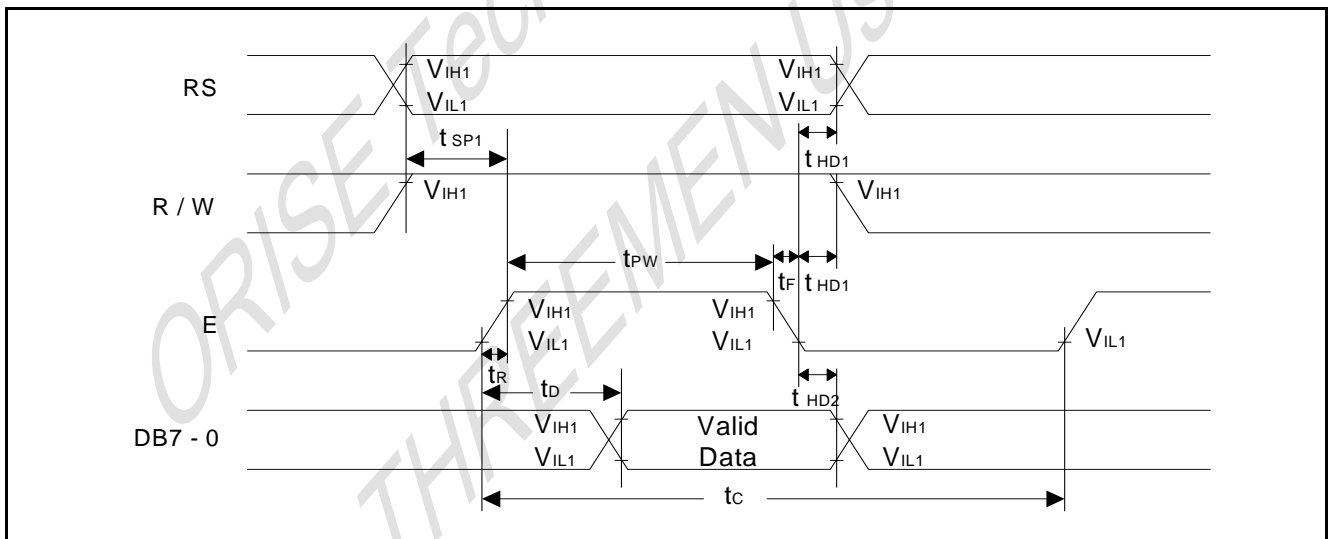 ORISE Tech
THREEMEN Us
RS
VIH1
VIL1
VIH1
VIL1
t SP1
t HD1
R / W
VIH1
VIH1
tPW
tF
t HD1
E
VIH1
VIL1
VIH1
VIL1
VIL1
tR
tD
t HD2
DB7 - 0
VIH1
VIL1
Valid
Data
VIH1
VIL1
tC